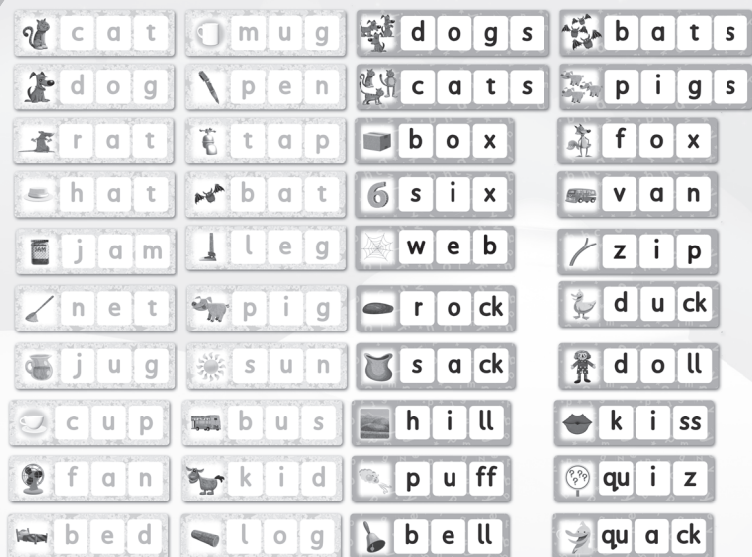 cat mug dogs bats
dog pen cats pigs
rat tap box fox
hat bat six van
jam leg web zip
net pig rock duck
jug sun sack doll
cup bus hill kiss
fan kid puff quiz
bed log bell quack